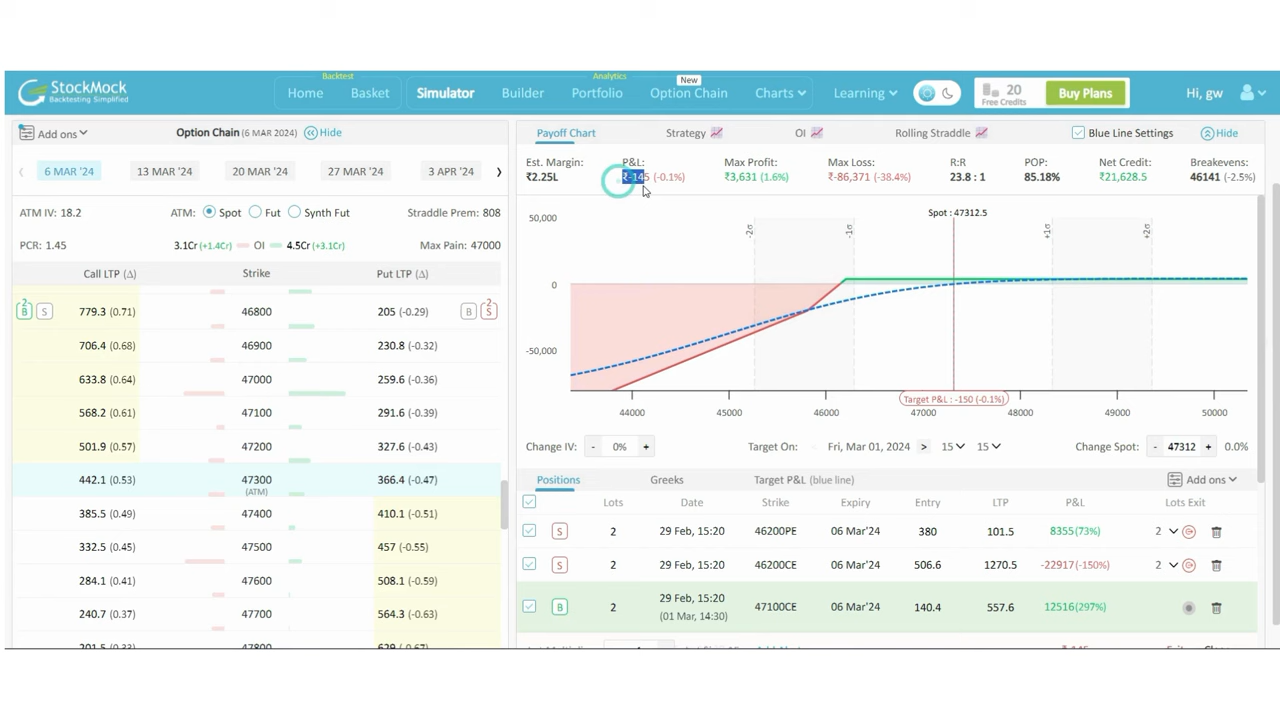 StockMock
Backtesting Simplified
Backtest
Home
Basket
Simulator
Builder
Analytics
Portfolio
New
Option Chain
Charts
Learning
20
Free Credits
Buy Plans
Hi, gw
Add ons
Option Chain (6 MAR 2024)
Hide
6 MAR '24
13 MAR '24
20 MAR '24
27 MAR '24
3 APR '24
ATM IV: 18.2
ATM: Spot Fut Synth Fut
Straddle Prem: 808
PCR: 1.45
3.1Cr (+1.4Cr) OI 4.5Cr (+3.1Cr)
Max Pain: 47000
Call LTP (Δ) Strike Put LTP (Δ)
2 B S 779.3 (0.71) 46800 205 (-0.29) B 2 S
706.4 (0.68) 46900 230.8 (-0.32)
633.8 (0.64) 47000 259.6 (-0.36)
568.2 (0.61) 47100 291.6 (-0.39)
501.9 (0.57) 47200 327.6 (-0.43)
442.1 (0.53) 47300 366.4 (-0.47)
(ATM)
385.5 (0.49) 47400 410.1 (-0.51)
332.5 (0.45) 47500 457 (-0.55)
284.1 (0.41) 47600 508.1 (-0.59)
240.7 (0.37) 47700 564.3 (-0.63)
201.5 (0.33) 47800 629 (-0.67)
Payoff Chart
Strategy
OI
Rolling Straddle
Blue Line Settings
Hide
Est. Margin: P&L: Max Profit: Max Loss: R:R POP: Net Credit: Breakevens:
₹2.25L ₹-145 (-0.1%) ₹3,631 (1.6%) ₹-86,371 (-38.4%) 23.8 : 1 85.18% ₹21,628.5 46141 (-2.5%)
Spot : 47312.5
50,000
0
-50,000
-2σ
-1σ
+1σ
+2σ
Target P&L : -150 (-0.1%)
44000 45000 46000 47000 48000 49000 50000
Change IV: - 0% +
Target On: Fri, Mar 01, 2024 > 15 15
Change Spot: - 47312 + 0.0%
Positions
Greeks
Target P&L (blue line)
Add ons
Lots Date Strike Expiry Entry LTP P&L Lots Exit
S 2 29 Feb, 15:20 46200PE 06 Mar'24 380 101.5 8355(73%) 2
S 2 29 Feb, 15:20 46200CE 06 Mar'24 506.6 1270.5 -22917(-150%) 2
B 2 29 Feb, 15:20 47100CE 06 Mar'24 140.4 557.6 12516(297%)
(01 Mar, 14:30)